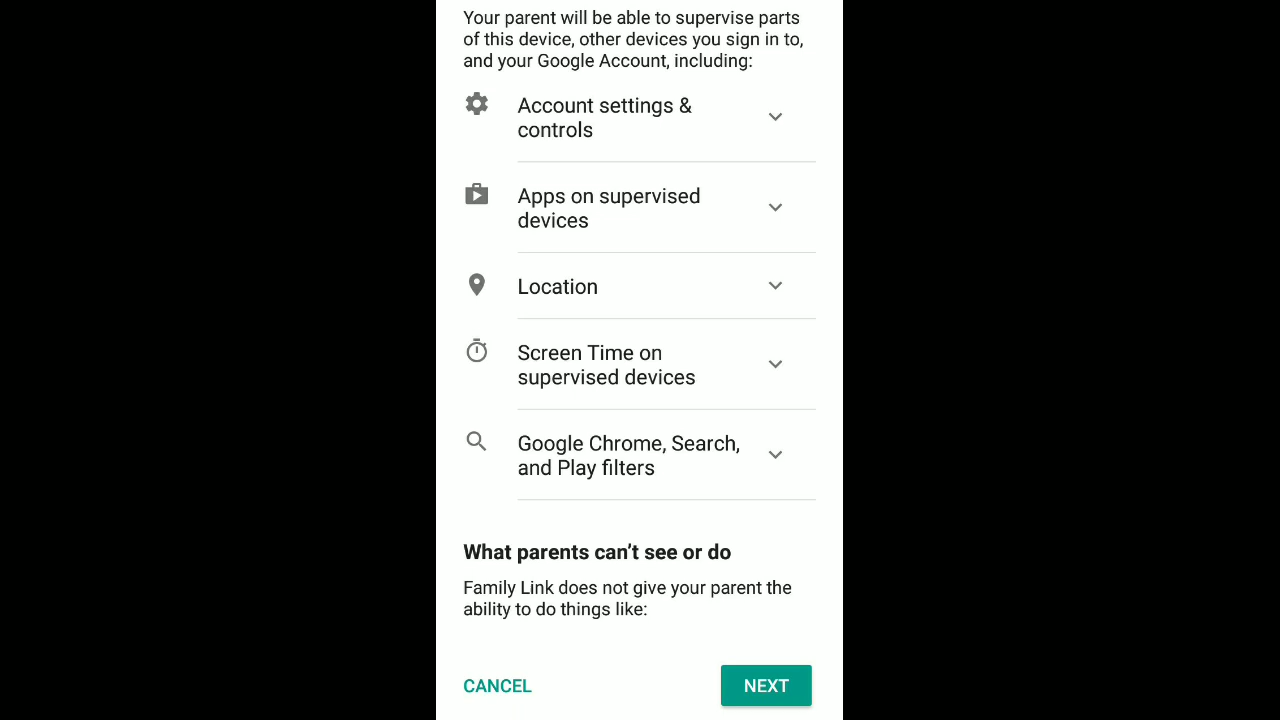 Your parent will be able to supervise parts
of this device, other devices you sign in to,
and your Google Account, including:
Account settings &
controls
Apps on supervised
devices
Location
Screen Time on
supervised devices
Google Chrome, Search,
and Play filters
What parents can't see or do
Family Link does not give your parent the
ability to do things like:
CANCEL
NEXT